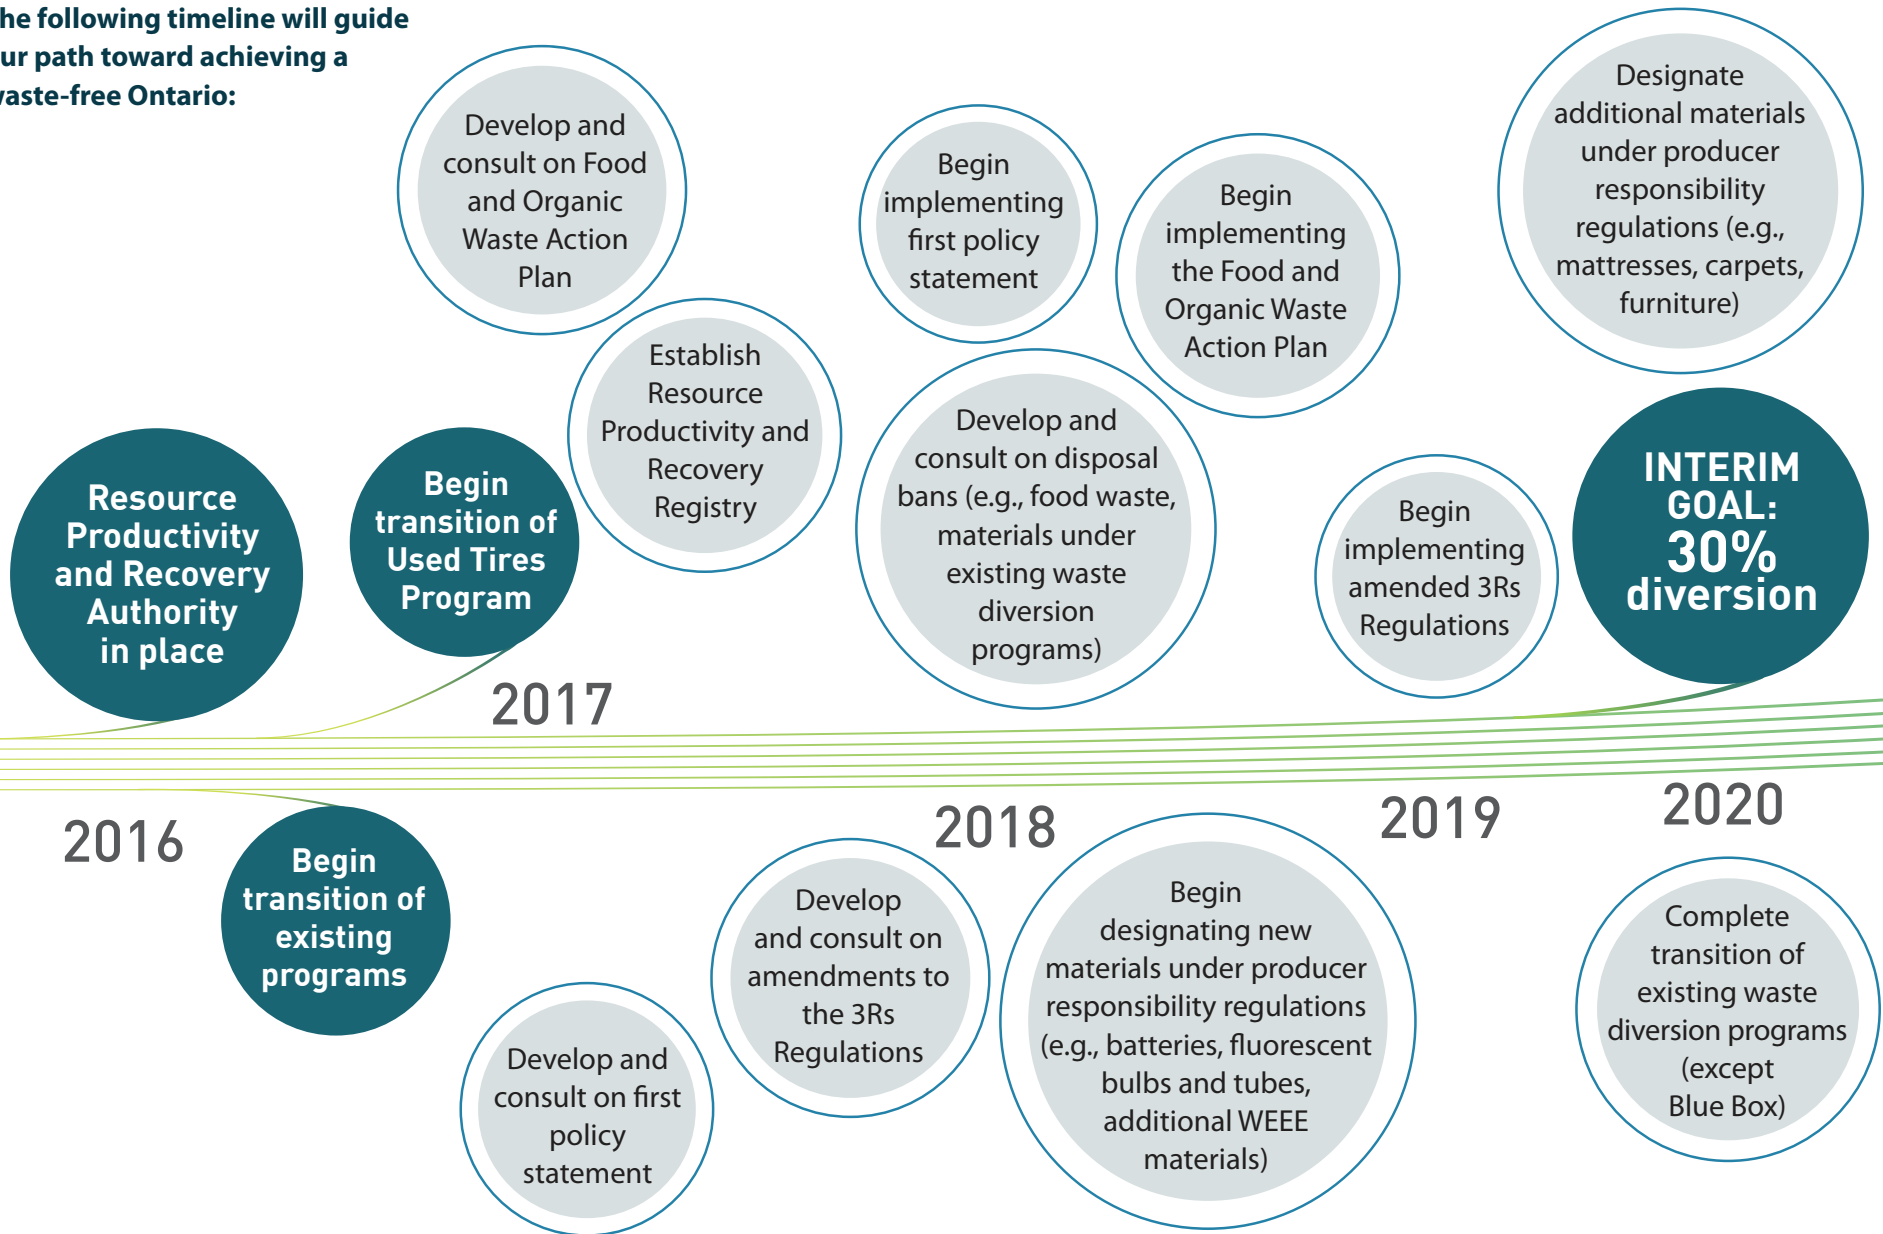 he following timeline will guide
ur path toward achieving a
waste-free Ontario:
Resource
Productivity
and Recovery
Authority
in place
2016
Begin
transition of
existing
programs
Begin
transition of
Used Tires
Program
2017
Develop and
consult on Food
and Organic
Waste Action
Plan
Establish
Resource
Productivity and
Recovery
Registry
Develop and
consult on first
policy
statement
Develop
and consult on
amendments to
the 3Rs
Regulations
2018
Begin
implementing
first policy
statement
Develop and
consult on disposal
bans (e.g., food waste,
materials under
existing waste
diversion
programs)
Begin
implementing
the Food and
Organic Waste
Action Plan
Begin
designating new
materials under producer
responsibility regulations
(e.g., batteries, fluorescent
bulbs and tubes,
additional WEEE
materials)
2019
Begin
implementing
amended 3Rs
Regulations
2020
Designate
additional materials
under producer
responsibility
regulations (e.g.,
mattresses, carpets,
furniture)
INTERIM
GOAL:
30%
diversion
Complete
transition of
existing waste
diversion programs
(except
Blue Box)